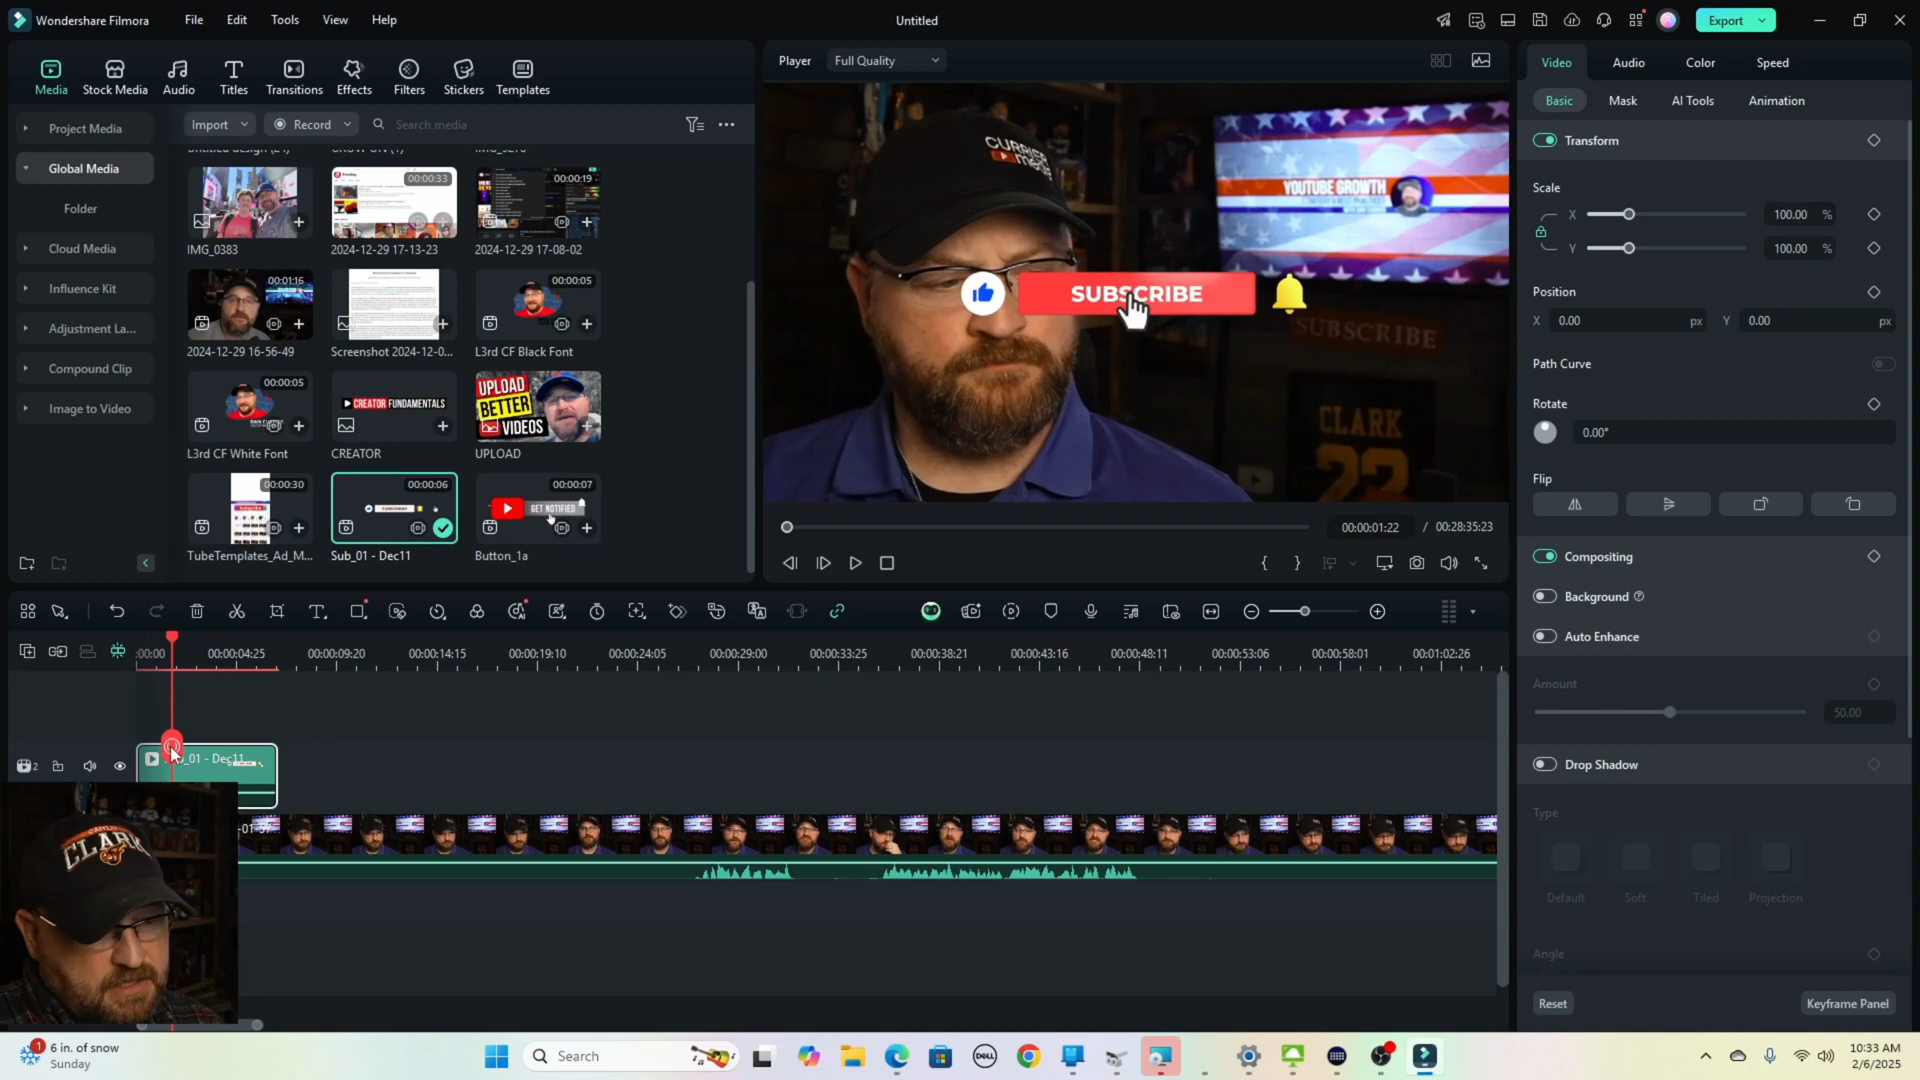 Wondershare Filmora
File
Edit
Tools
View
Help
Untitled
Export
Media
Stock Media
Audio
Titles
Transitions
Effects
Filters
Stickers
Templates
Player
Full Quality
Video
Audio
Color
Speed
Basic
Mask
AI Tools
Animation
Project Media
Global Media
Folder
Cloud Media
Influence Kit
Adjustment La...
Compound Clip
Image to Video
Import
Record
Search media
00:00:33
00:00:19
IMG_0383
2024-12-29 17-13-23
2024-12-29 17-08-02
00:01:16
00:00:05
2024-12-29 16-56-49
Screenshot 2024-12-0...
L3rd CF Black Font
00:00:05
CREATOR FUNDAMENTALS
UPLOAD
BETTER
VIDEOS
L3rd CF White Font
CREATOR
UPLOAD
00:00:30
00:00:06
00:00:07
GET NOTIFIED
TubeTemplates_Ad_M...
Sub_01 - Dec11
Button_1a
CURRIER
YOUTUBE GROWTH
STRATEGY & BEST PRACTICES
SUBSCRIBE
SUBSCRIBE
CLARK
22
00:00:01:22 / 00:28:35:23
Transform
Scale
X 100.00 %
Y 100.00 %
Position
X 0.00 px Y 0.00 px
Path Curve
Rotate
0.00°
Flip
Compositing
Background
Auto Enhance
Amount
50.00
Drop Shadow
Type
Default
Soft
Tiled
Projection
Angle
Reset
Keyframe Panel
:00:00
00:00:04:25
00:00:09:20
00:00:14:15
00:00:19:10
00:00:24:05
00:00:29:00
00:00:33:25
00:00:38:21
00:00:43:16
00:00:48:11
00:00:53:06
00:00:58:01
00:01:02:26
2
_01 - Dec11
CLARK
1
6 in. of snow
Sunday
Search
DELL
10:33 AM
2/6/2025